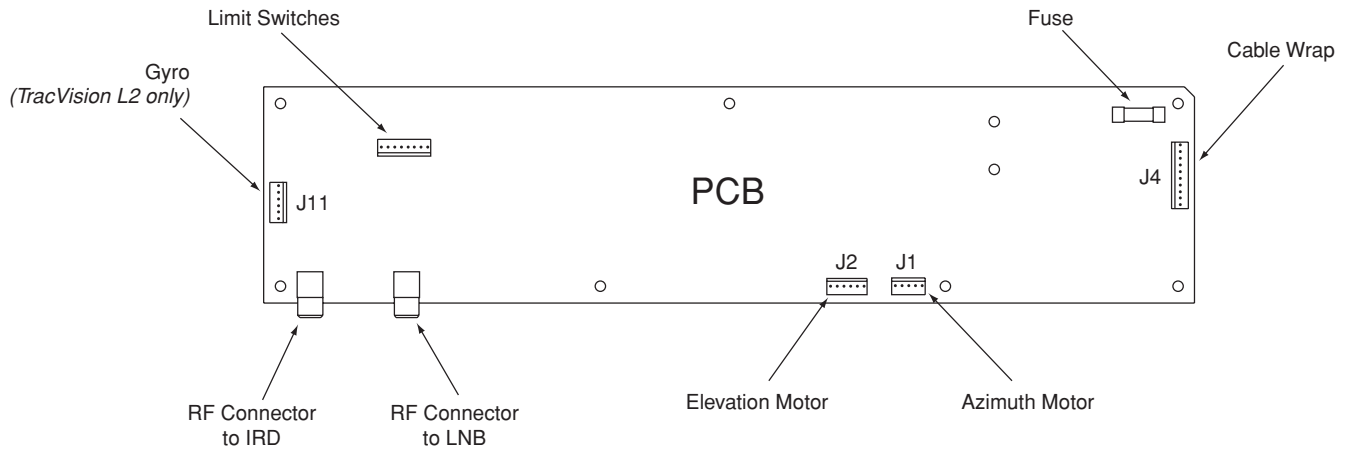 Limit Switches
Fuse
Cable Wrap
Gyro
(TracVision L2 only)
J11
PCB
J4
J2
J1
RF Connector
to IRD
RF Connector
to LNB
Elevation Motor
Azimuth Motor